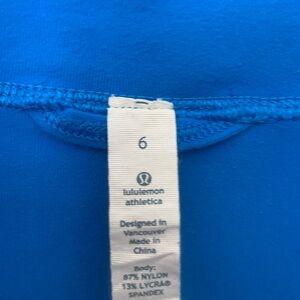 6
lululemon
athletica
Designed in
Vancouver
Made in
China
Body:
87% NYLON
13% LYCRA®
SPANDEX